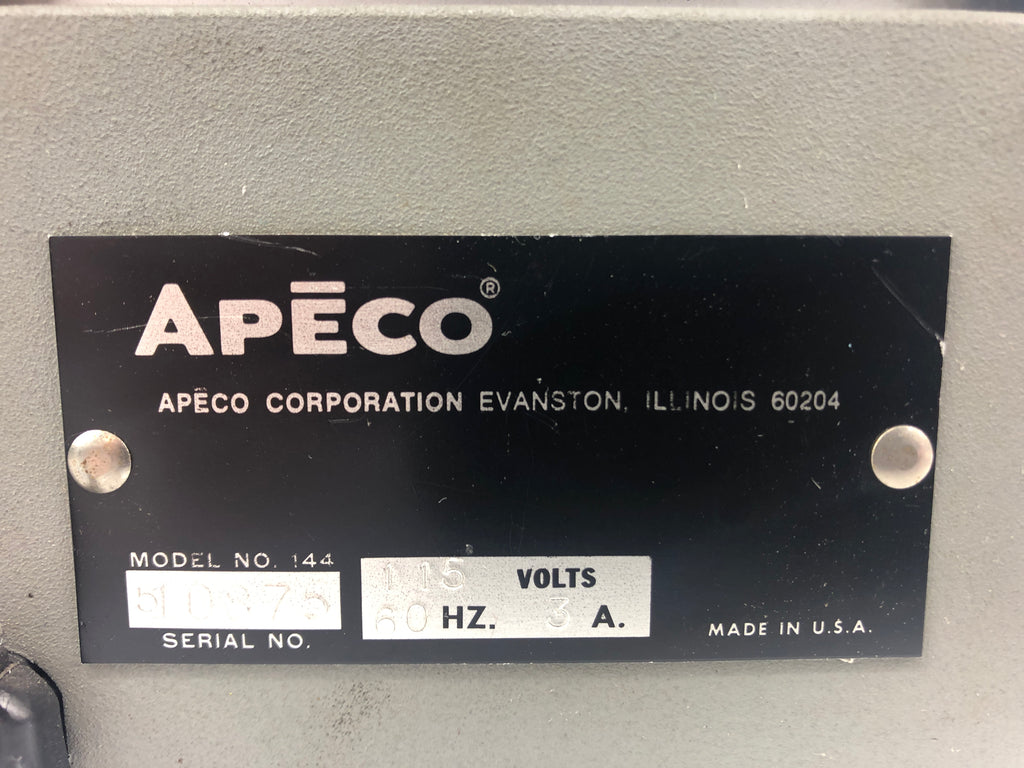 APĒCO®
APĒCO CORPORATION EVANSTON, ILLINOIS 60204
MODEL NO. 144
SERIAL NO.
115 VOLTS
60 HZ. 3 A.
MADE IN U.S.A.